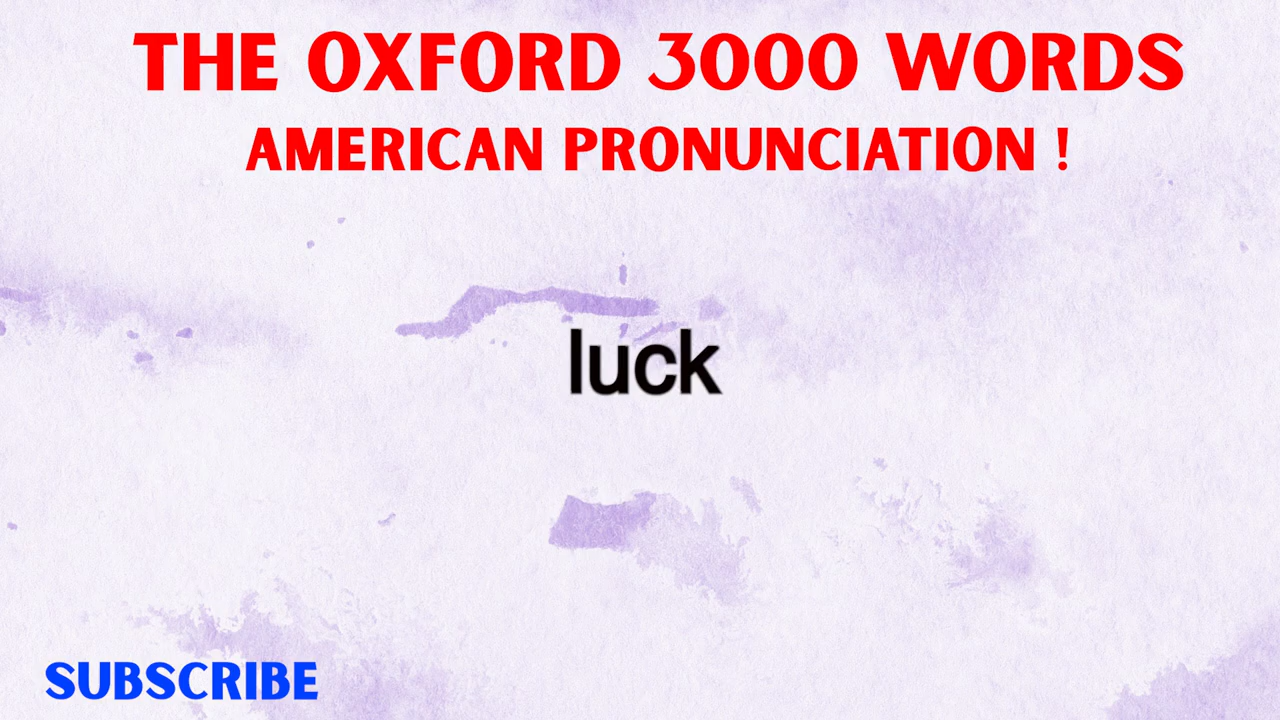 THE OXFORD 3000 WORDS
AMERICAN PRONUNCIATION !
luck
SUBSCRIBE